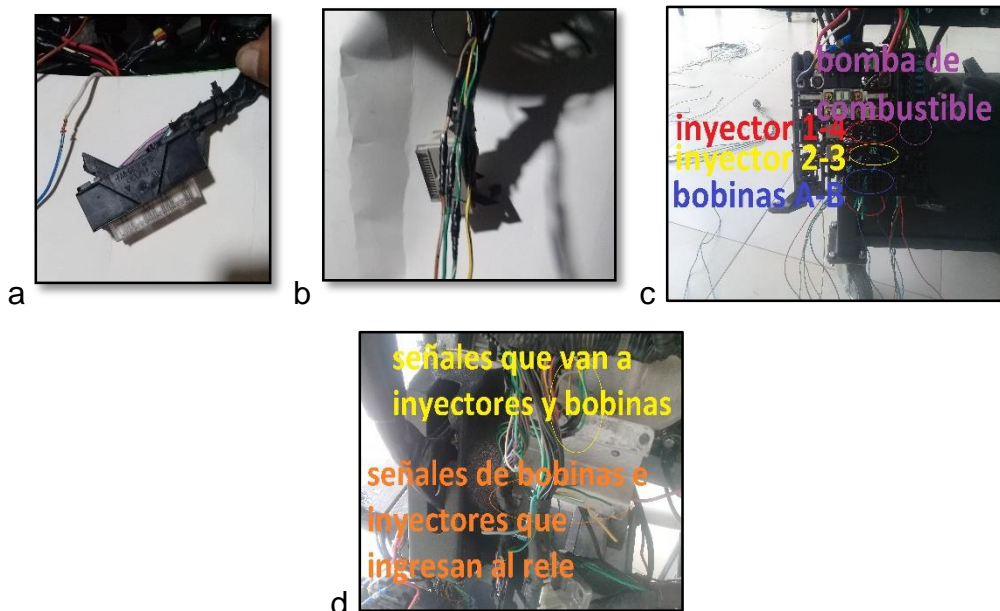 bomba de
combustible
inyector 1-4
inyector 2-3
bobinas A-B
a
b
c
señales que van a
inyectores y bobinas
señales de bobinas e
inyectores que
ingresan al rele
d